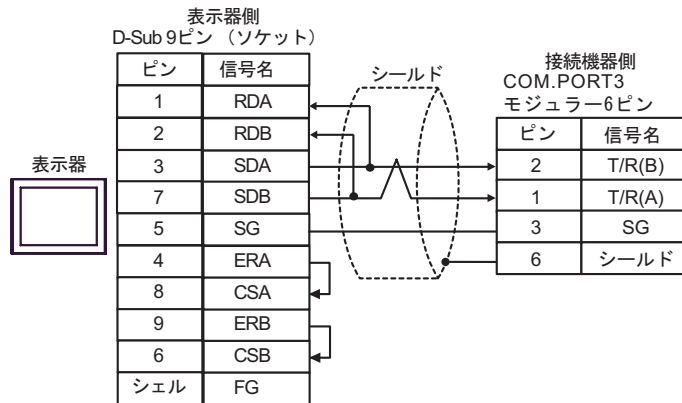 表示器側
D-Sub 9ピン （ソケット）
ピン 信号名
1 RDA
2 RDB
3 SDA
7 SDB
5 SG
4 ERA
8 CSA
9 ERB
6 CSB
シェル FG
表示器
シールド
接続機器側
COM.PORT3
モジュラー6ピン
ピン 信号名
2 T/R(B)
1 T/R(A)
3 SG
6 シールド